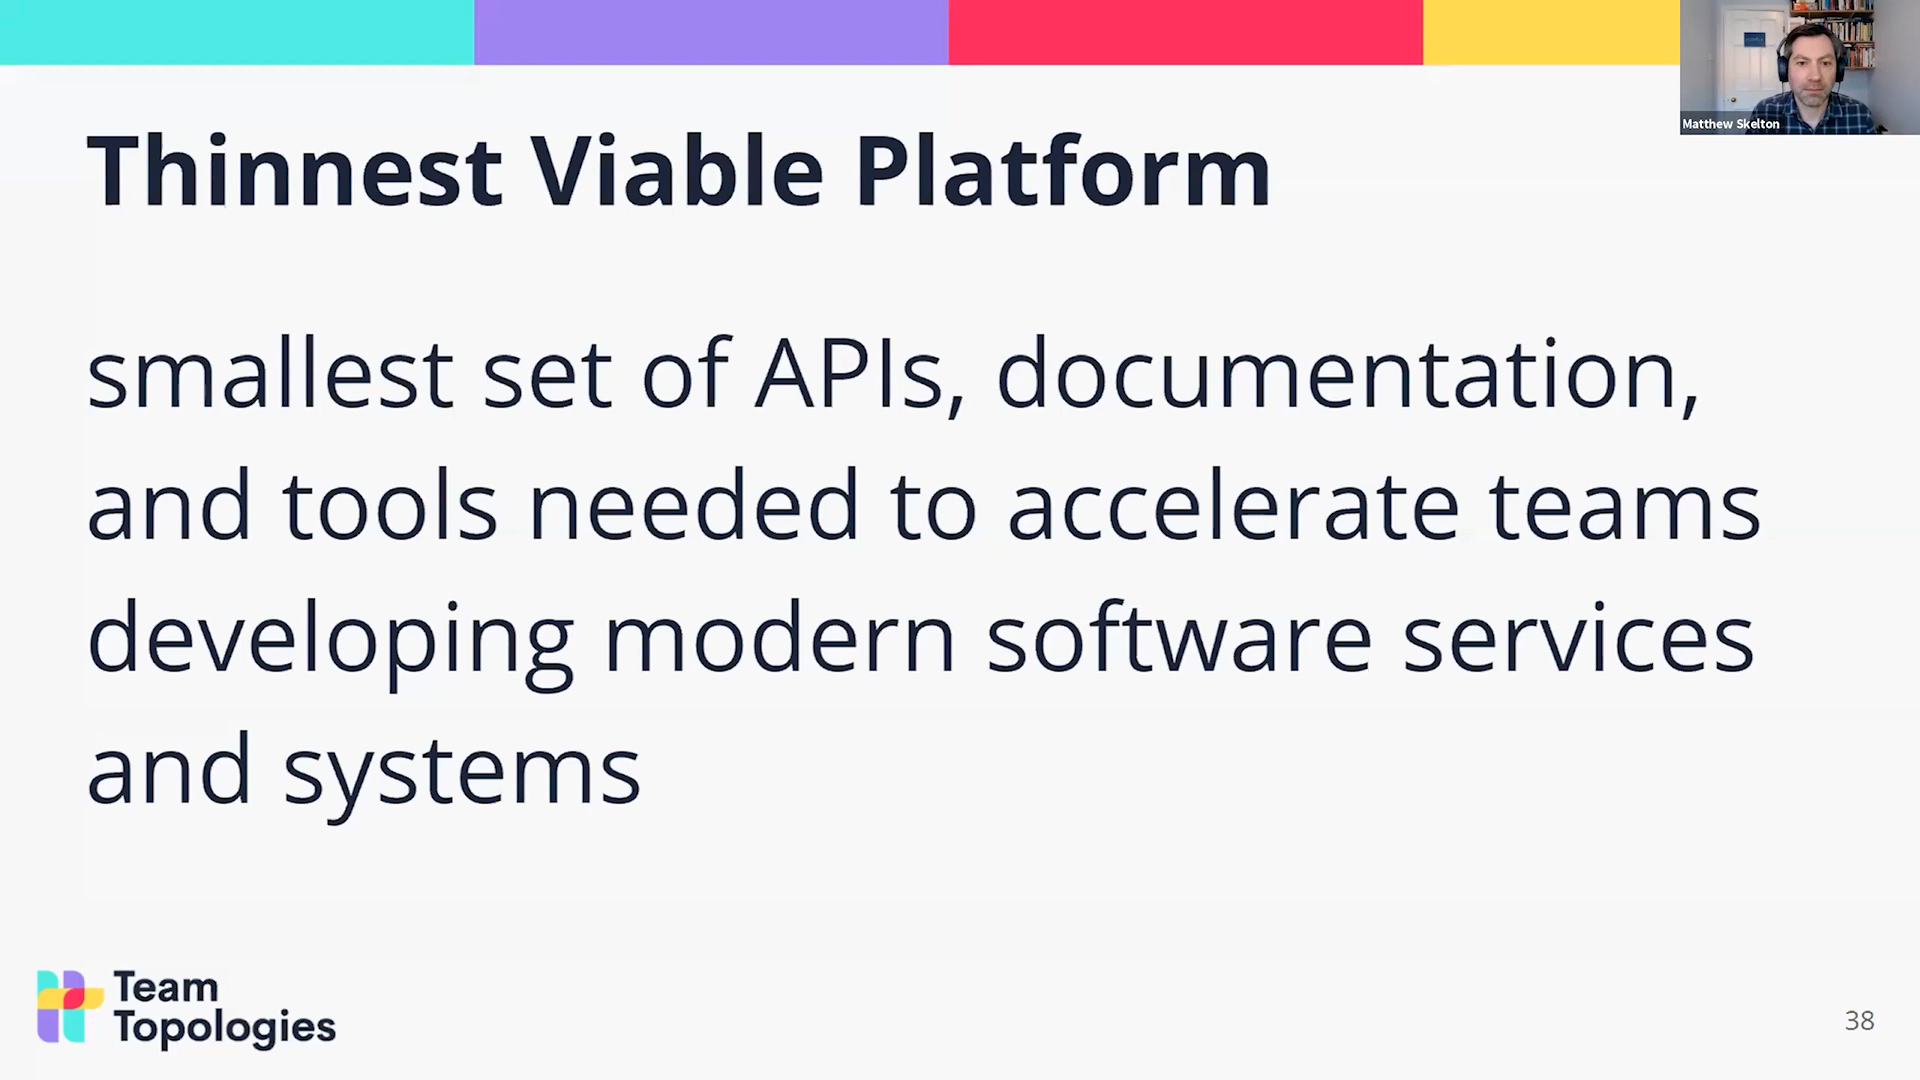 Matthew Skelton
Thinnest Viable Platform
smallest set of APIs, documentation,
and tools needed to accelerate teams
developing modern software services
and systems
Team
Topologies
38